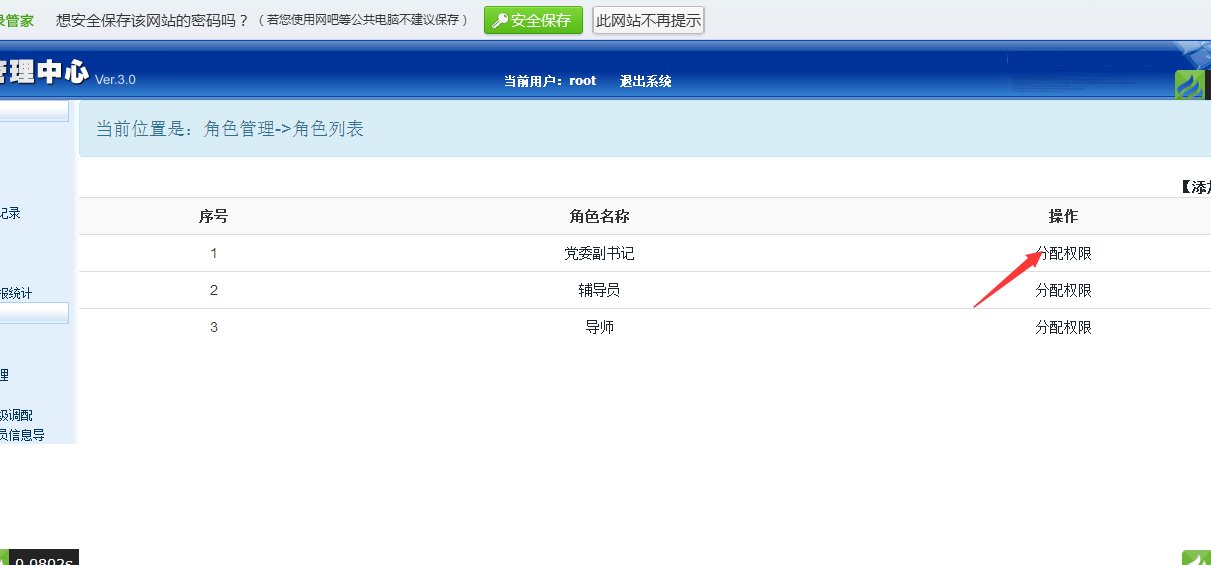 录管家 想安全保存该网站的密码吗？（若您使用网吧等公共电脑不建议保存） 安全保存 此网站不再提示
管理中心 Ver.3.0
当前用户：root 退出系统
当前位置是：角色管理->角色列表
【添加
序号 角色名称 操作
1 党委副书记 分配权限
2 辅导员 分配权限
3 导师 分配权限
记录
报统计
理
级调配
员信息导
0.0802s